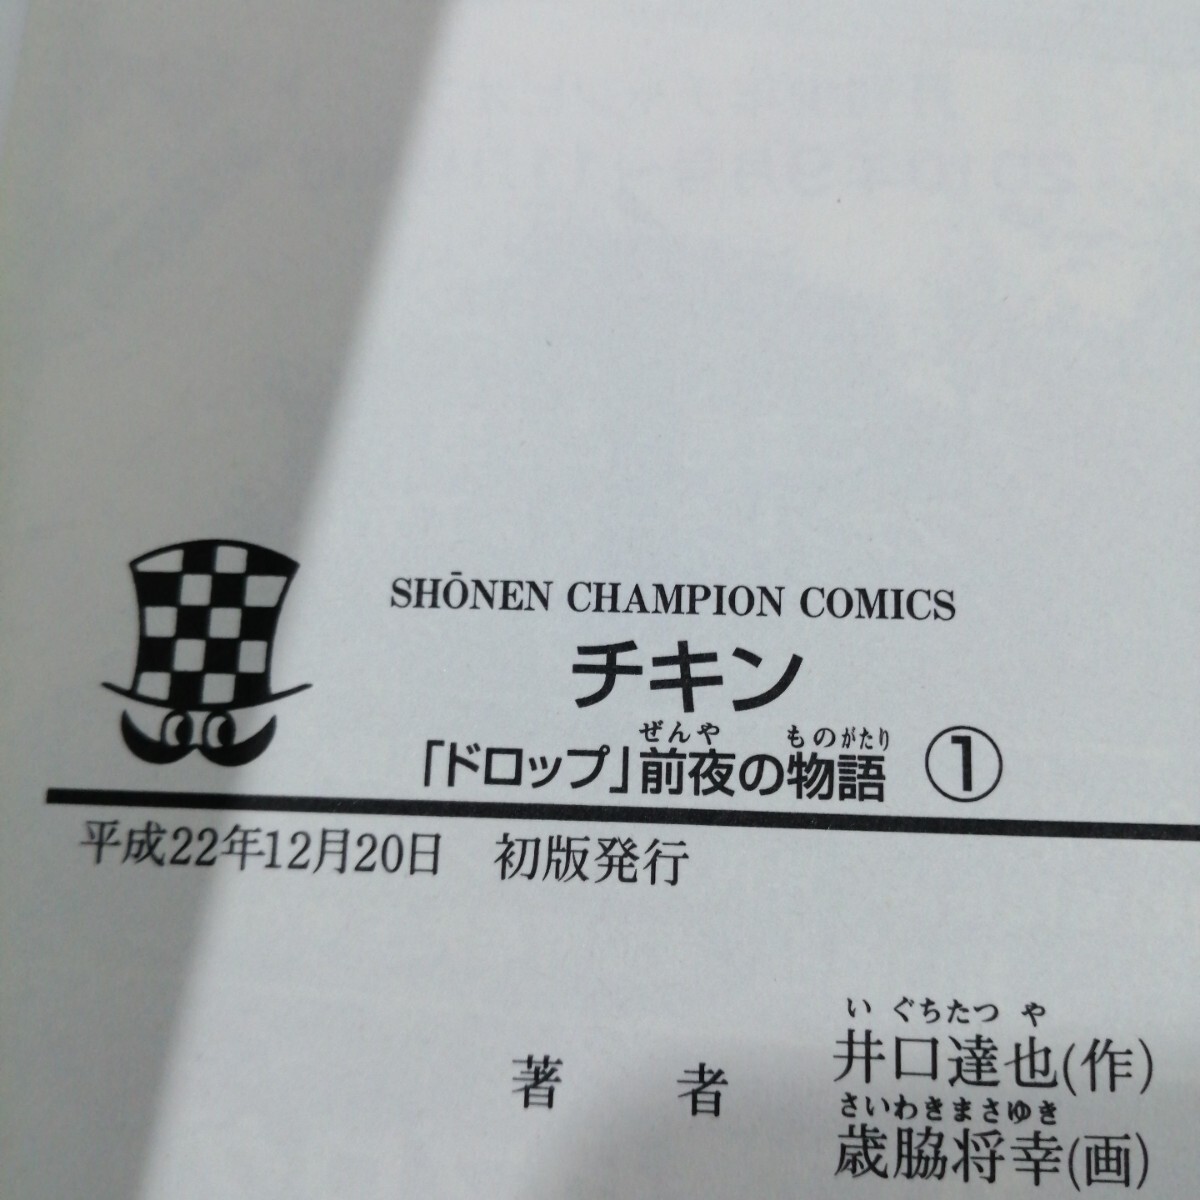 SHŌNEN CHAMPION COMICS
チキン
ぜんや ものがたり
「ドロップ」前夜の物語 ①
平成22年12月20日 初版発行
いぐちたつや
著者 井口達也(作)
さいわきまさゆき
歳脇将幸(画)